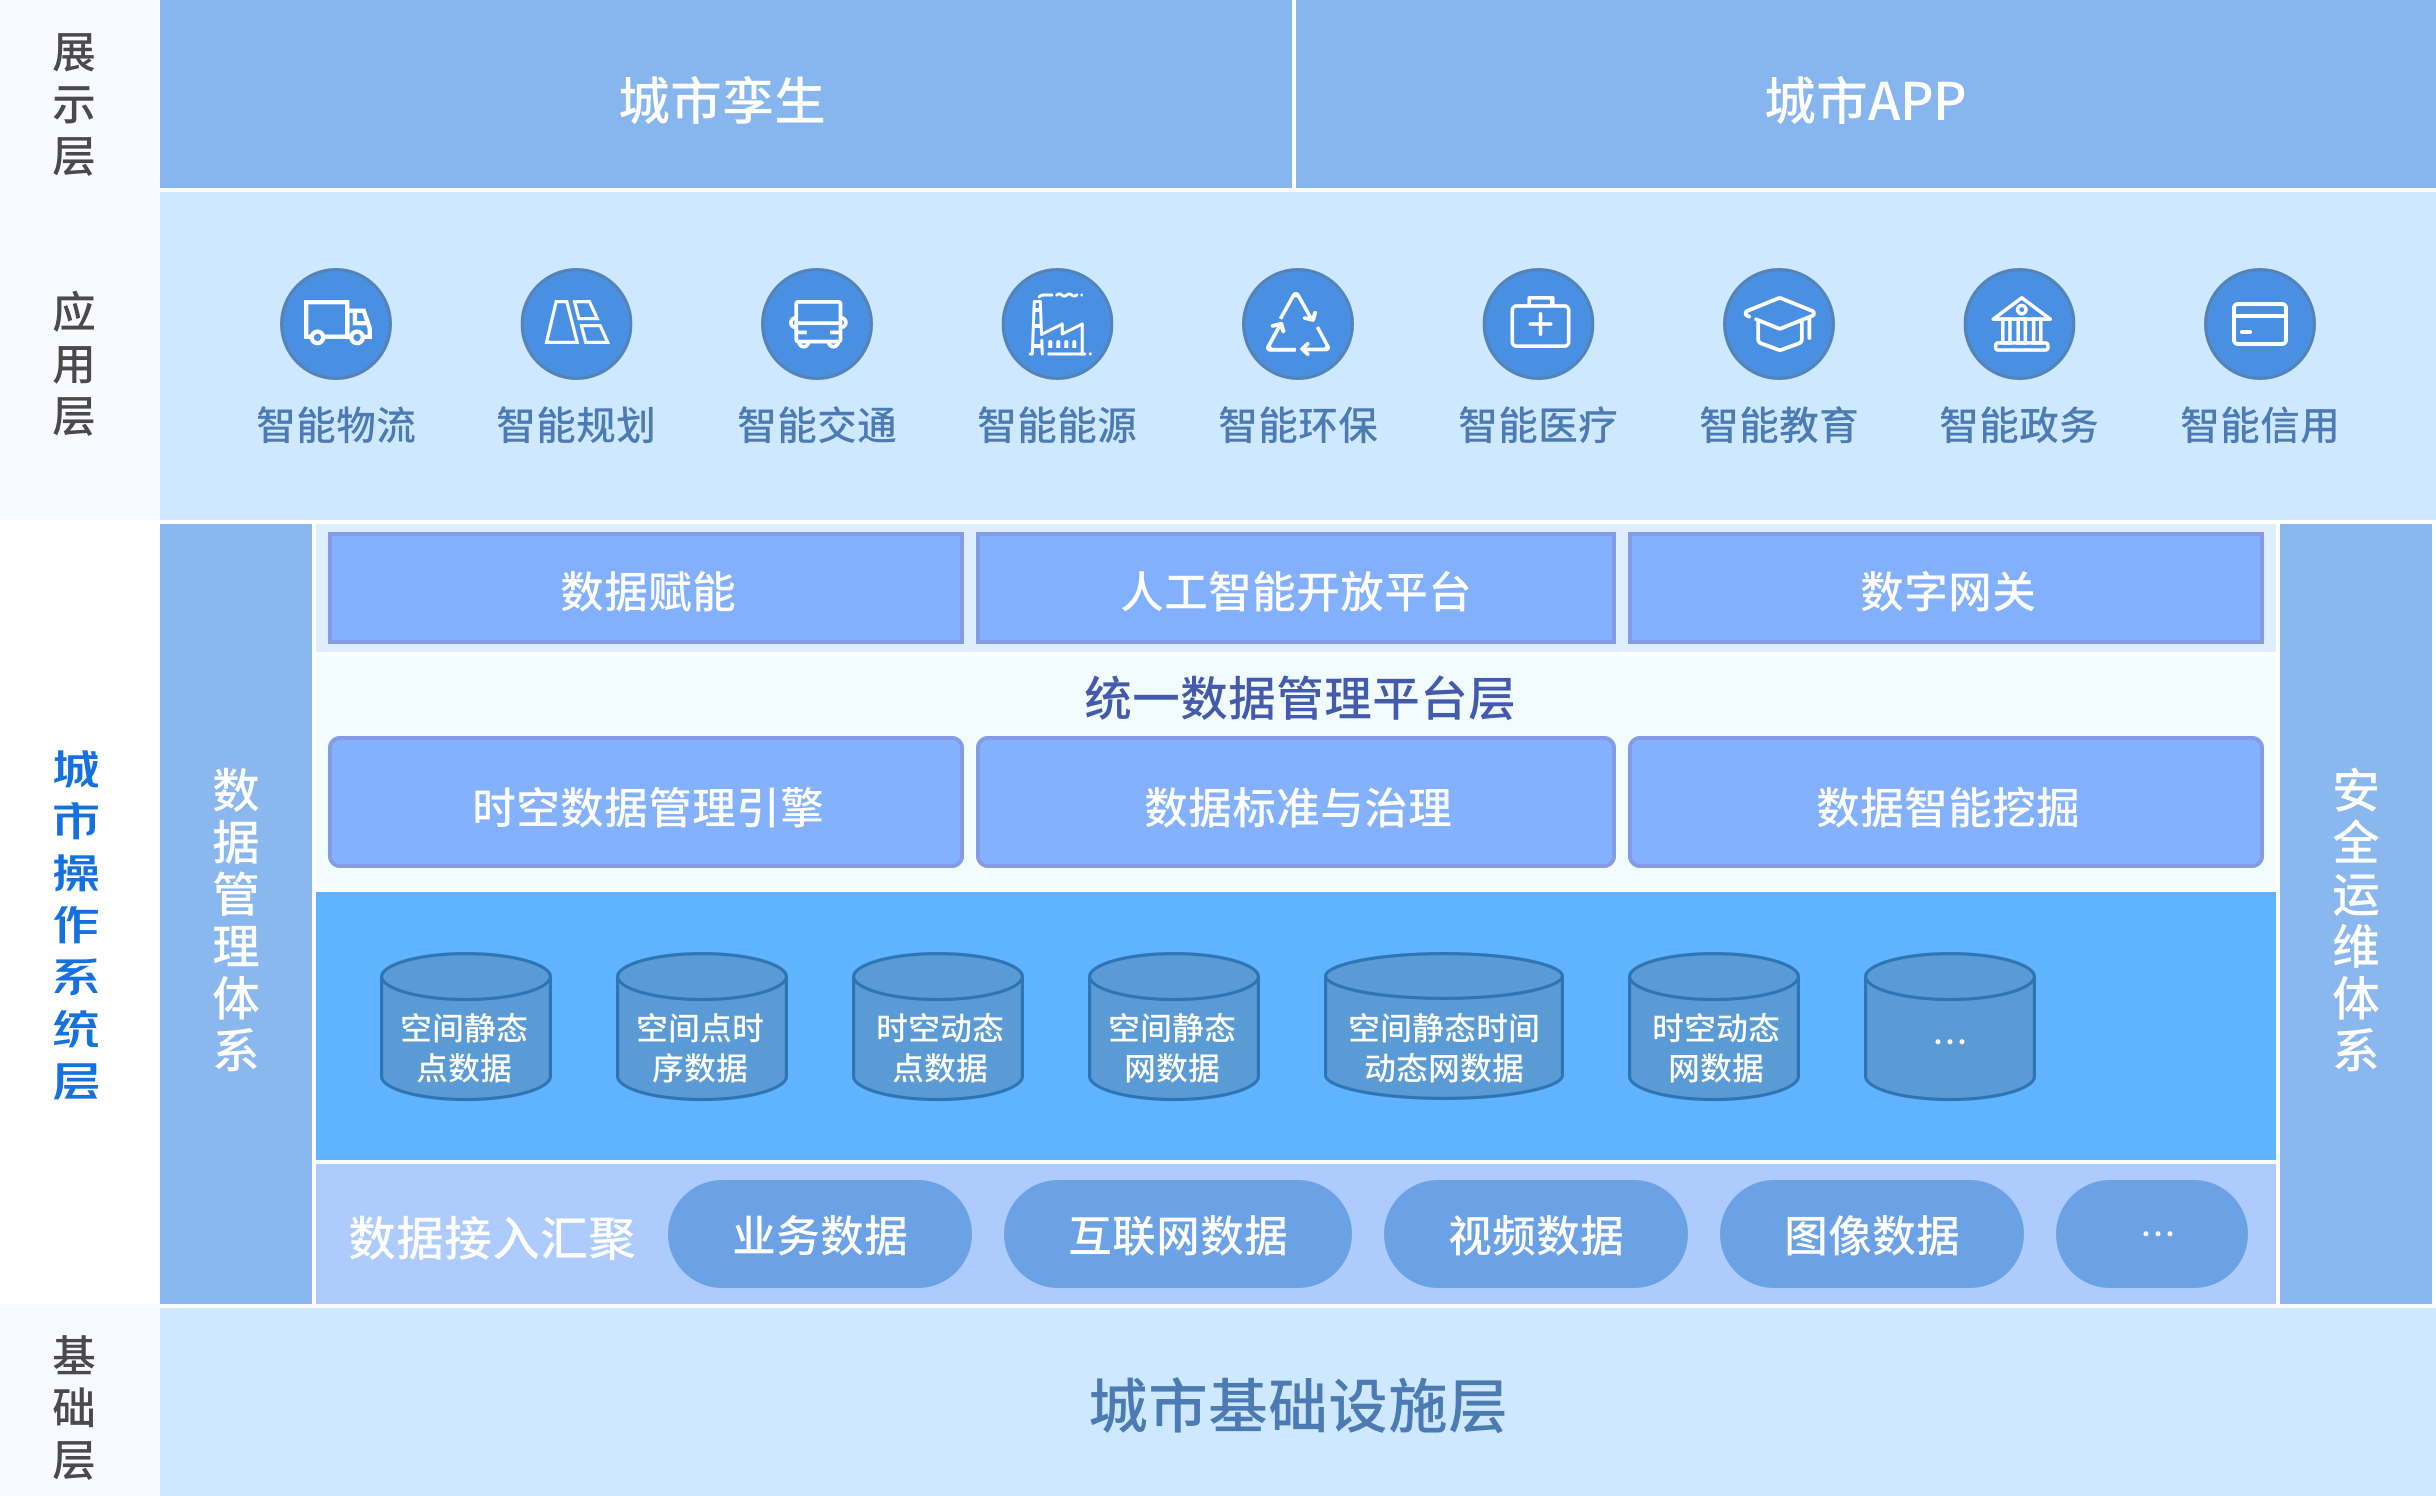 展示层
城市孪生
城市APP
应用层
智能物流
智能规划
智能交通
智能能源
智能环保
智能医疗
智能教育
智能政务
智能信用
城市操作系统层
数据管理体系
数据赋能
人工智能开放平台
数字网关
统一数据管理平台层
时空数据管理引擎
数据标准与治理
数据智能挖掘
空间静态
点数据
空间点时
序数据
时空动态
点数据
空间静态
网数据
空间静态时间
动态网数据
时空动态
网数据
...
数据接入汇聚
业务数据
互联网数据
视频数据
图像数据
...
安全运维体系
基础层
城市基础设施层